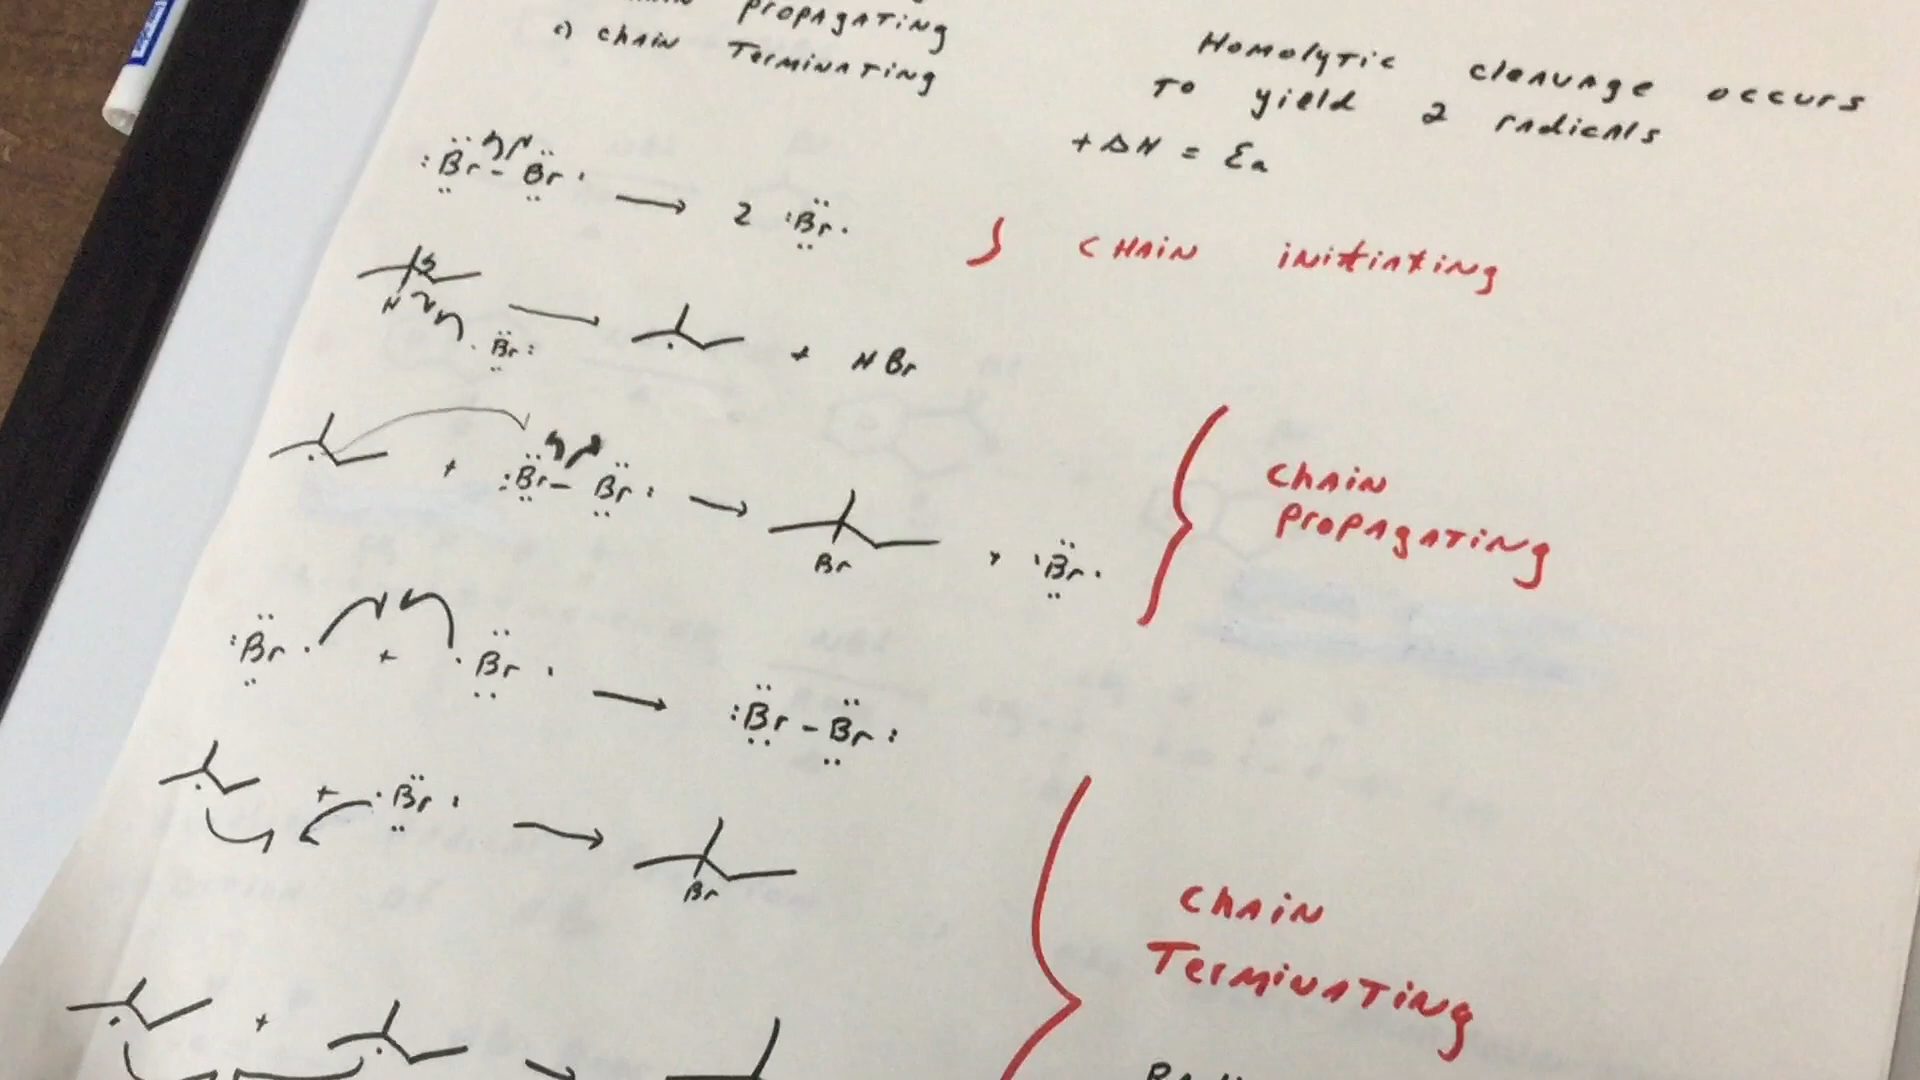 propagating
c) chain Terminating
Homolytic cleavage occurs
To yield 2 radicals
+ΔH = Ea
:Br - Br: → 2 :Br·
} CHAIN initiating
H
·Br:
→ + HBr
+ :Br - Br: → Br + :Br·
Chain
propagating
:Br· + ·Br: → :Br - Br:
+ ·Br: → Br
Chain
Terminating
+ →